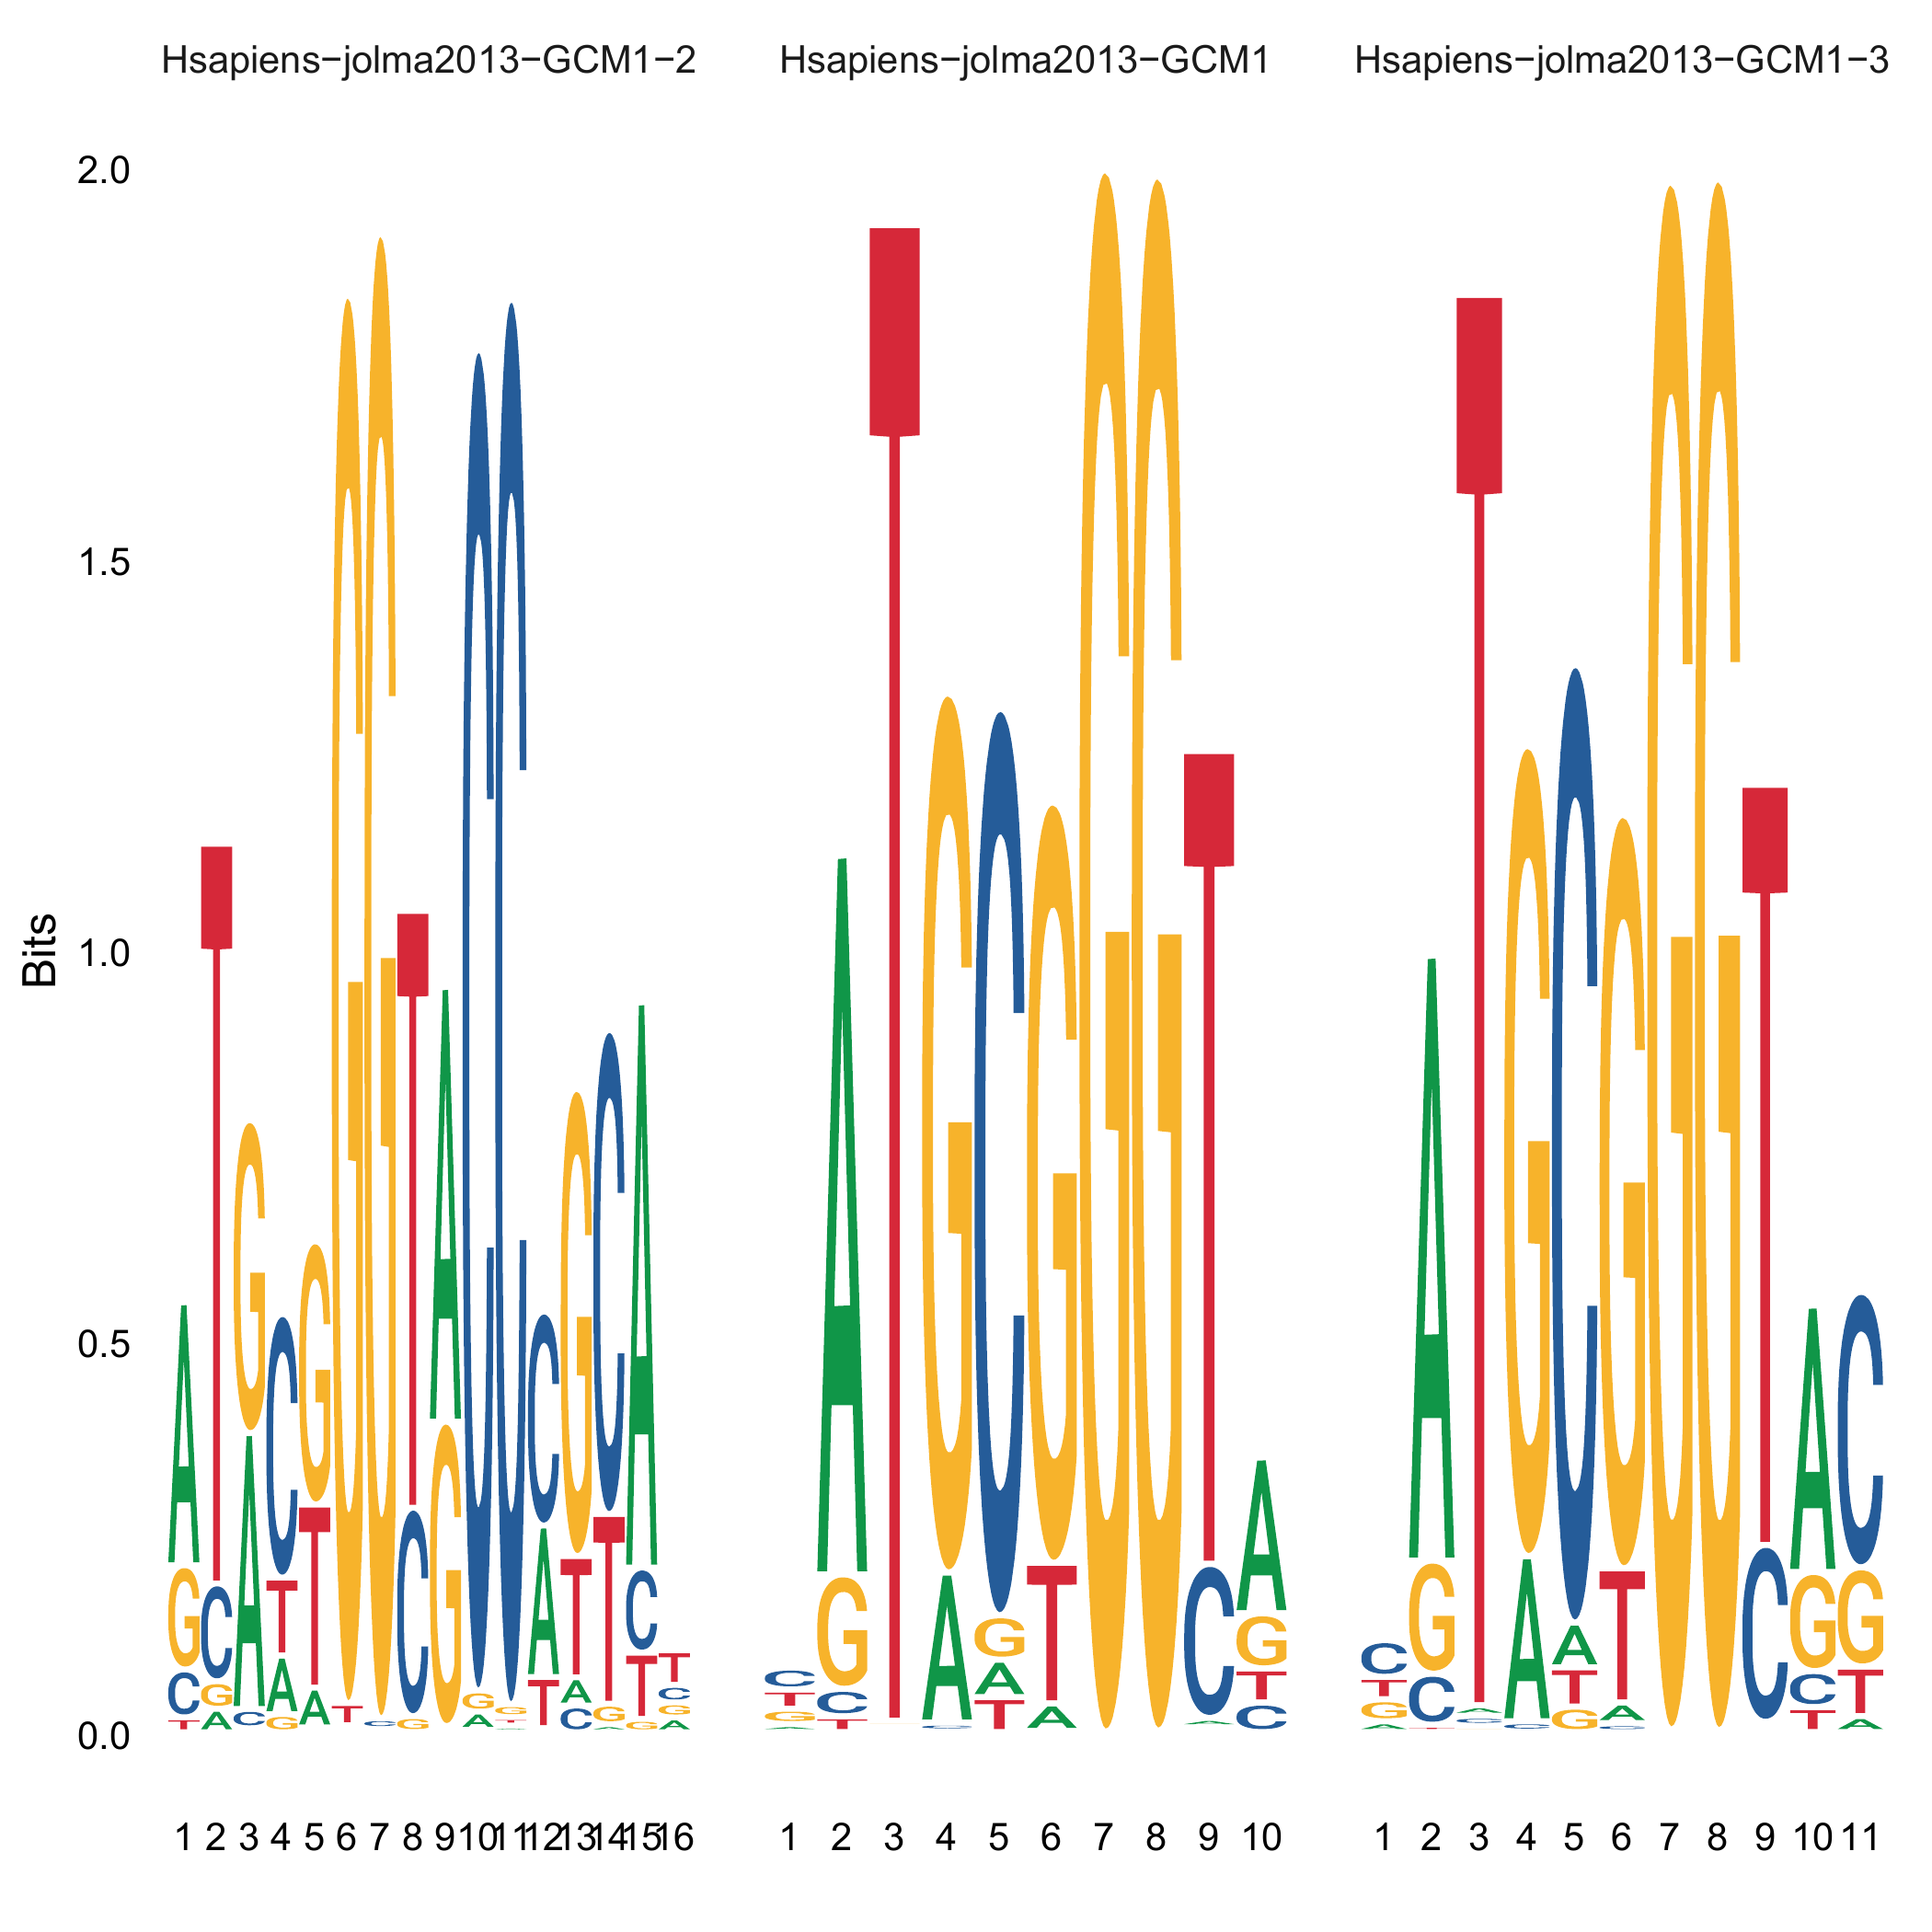 Hsapiens−jolma2013−GCM1−2 Hsapiens−jolma2013−GCM1 Hsapiens−jolma2013−GCM1−3
2.0
1.5
1.0
0.5
0.0
Bits
1 2 3 4 5 6 7 8 9 10 11 12 13 14 15 16 1 2 3 4 5 6 7 8 9 10 1 2 3 4 5 6 7 8 9 10 11